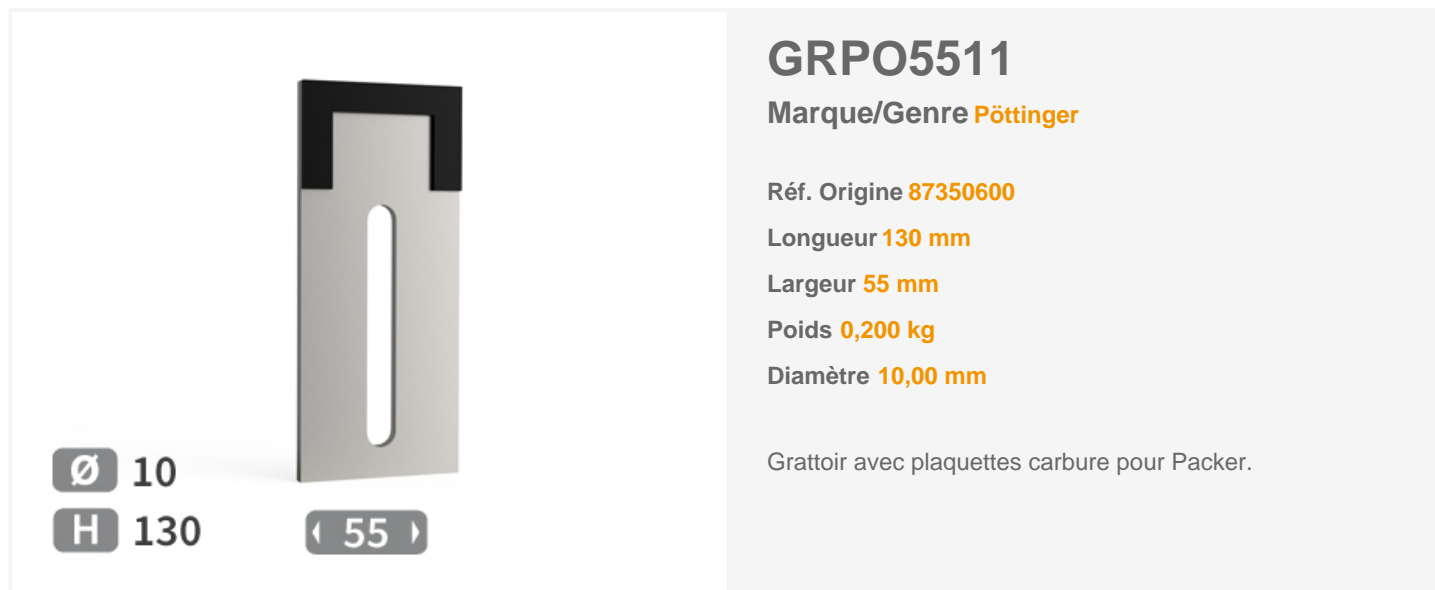 GRPO5511
Marque/Genre Pöttinger
Réf. Origine 87350600
Longueur 130 mm
Largeur 55 mm
Poids 0,200 kg
Diamètre 10,00 mm
Grattoir avec plaquettes carbure pour Packer.
Ø 10
H 130
55